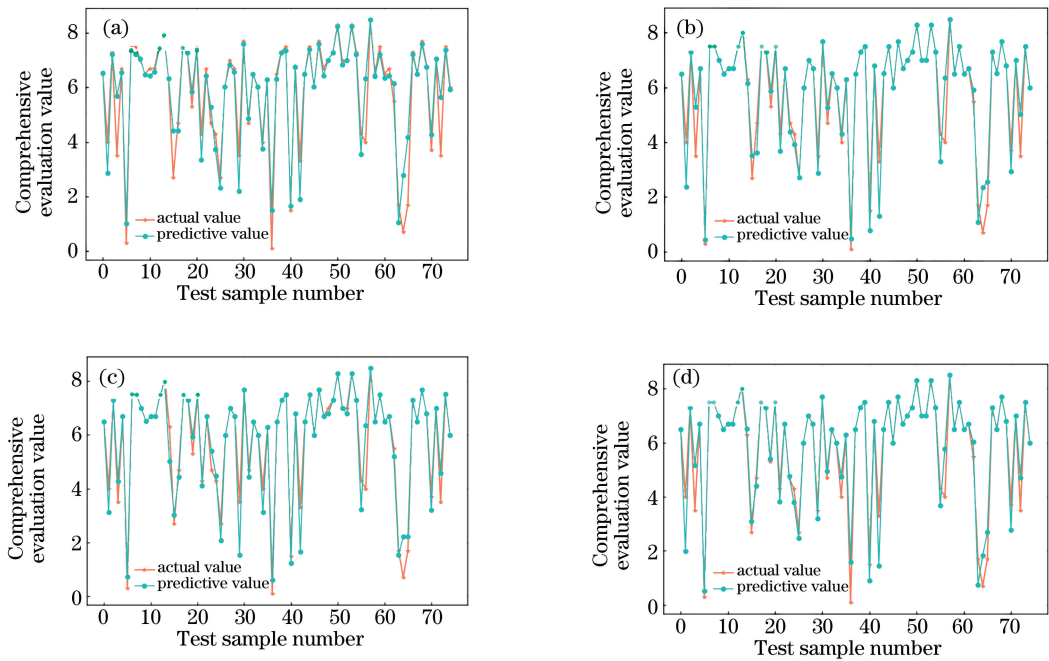 (a)
8
6
4
2
0
Comprehensive
evaluation value
actual value
predictive value
0 10 20 30 40 50 60 70
Test sample number
(b)
8
6
4
2
0
Comprehensive
evaluation value
actual value
predictive value
0 10 20 30 40 50 60 70
Test sample number
(c)
8
6
4
2
0
Comprehensive
evaluation value
actual value
predictive value
0 10 20 30 40 50 60 70
Test sample number
(d)
8
6
4
2
0
Comprehensive
evaluation value
actual value
predictive value
0 10 20 30 40 50 60 70
Test sample number